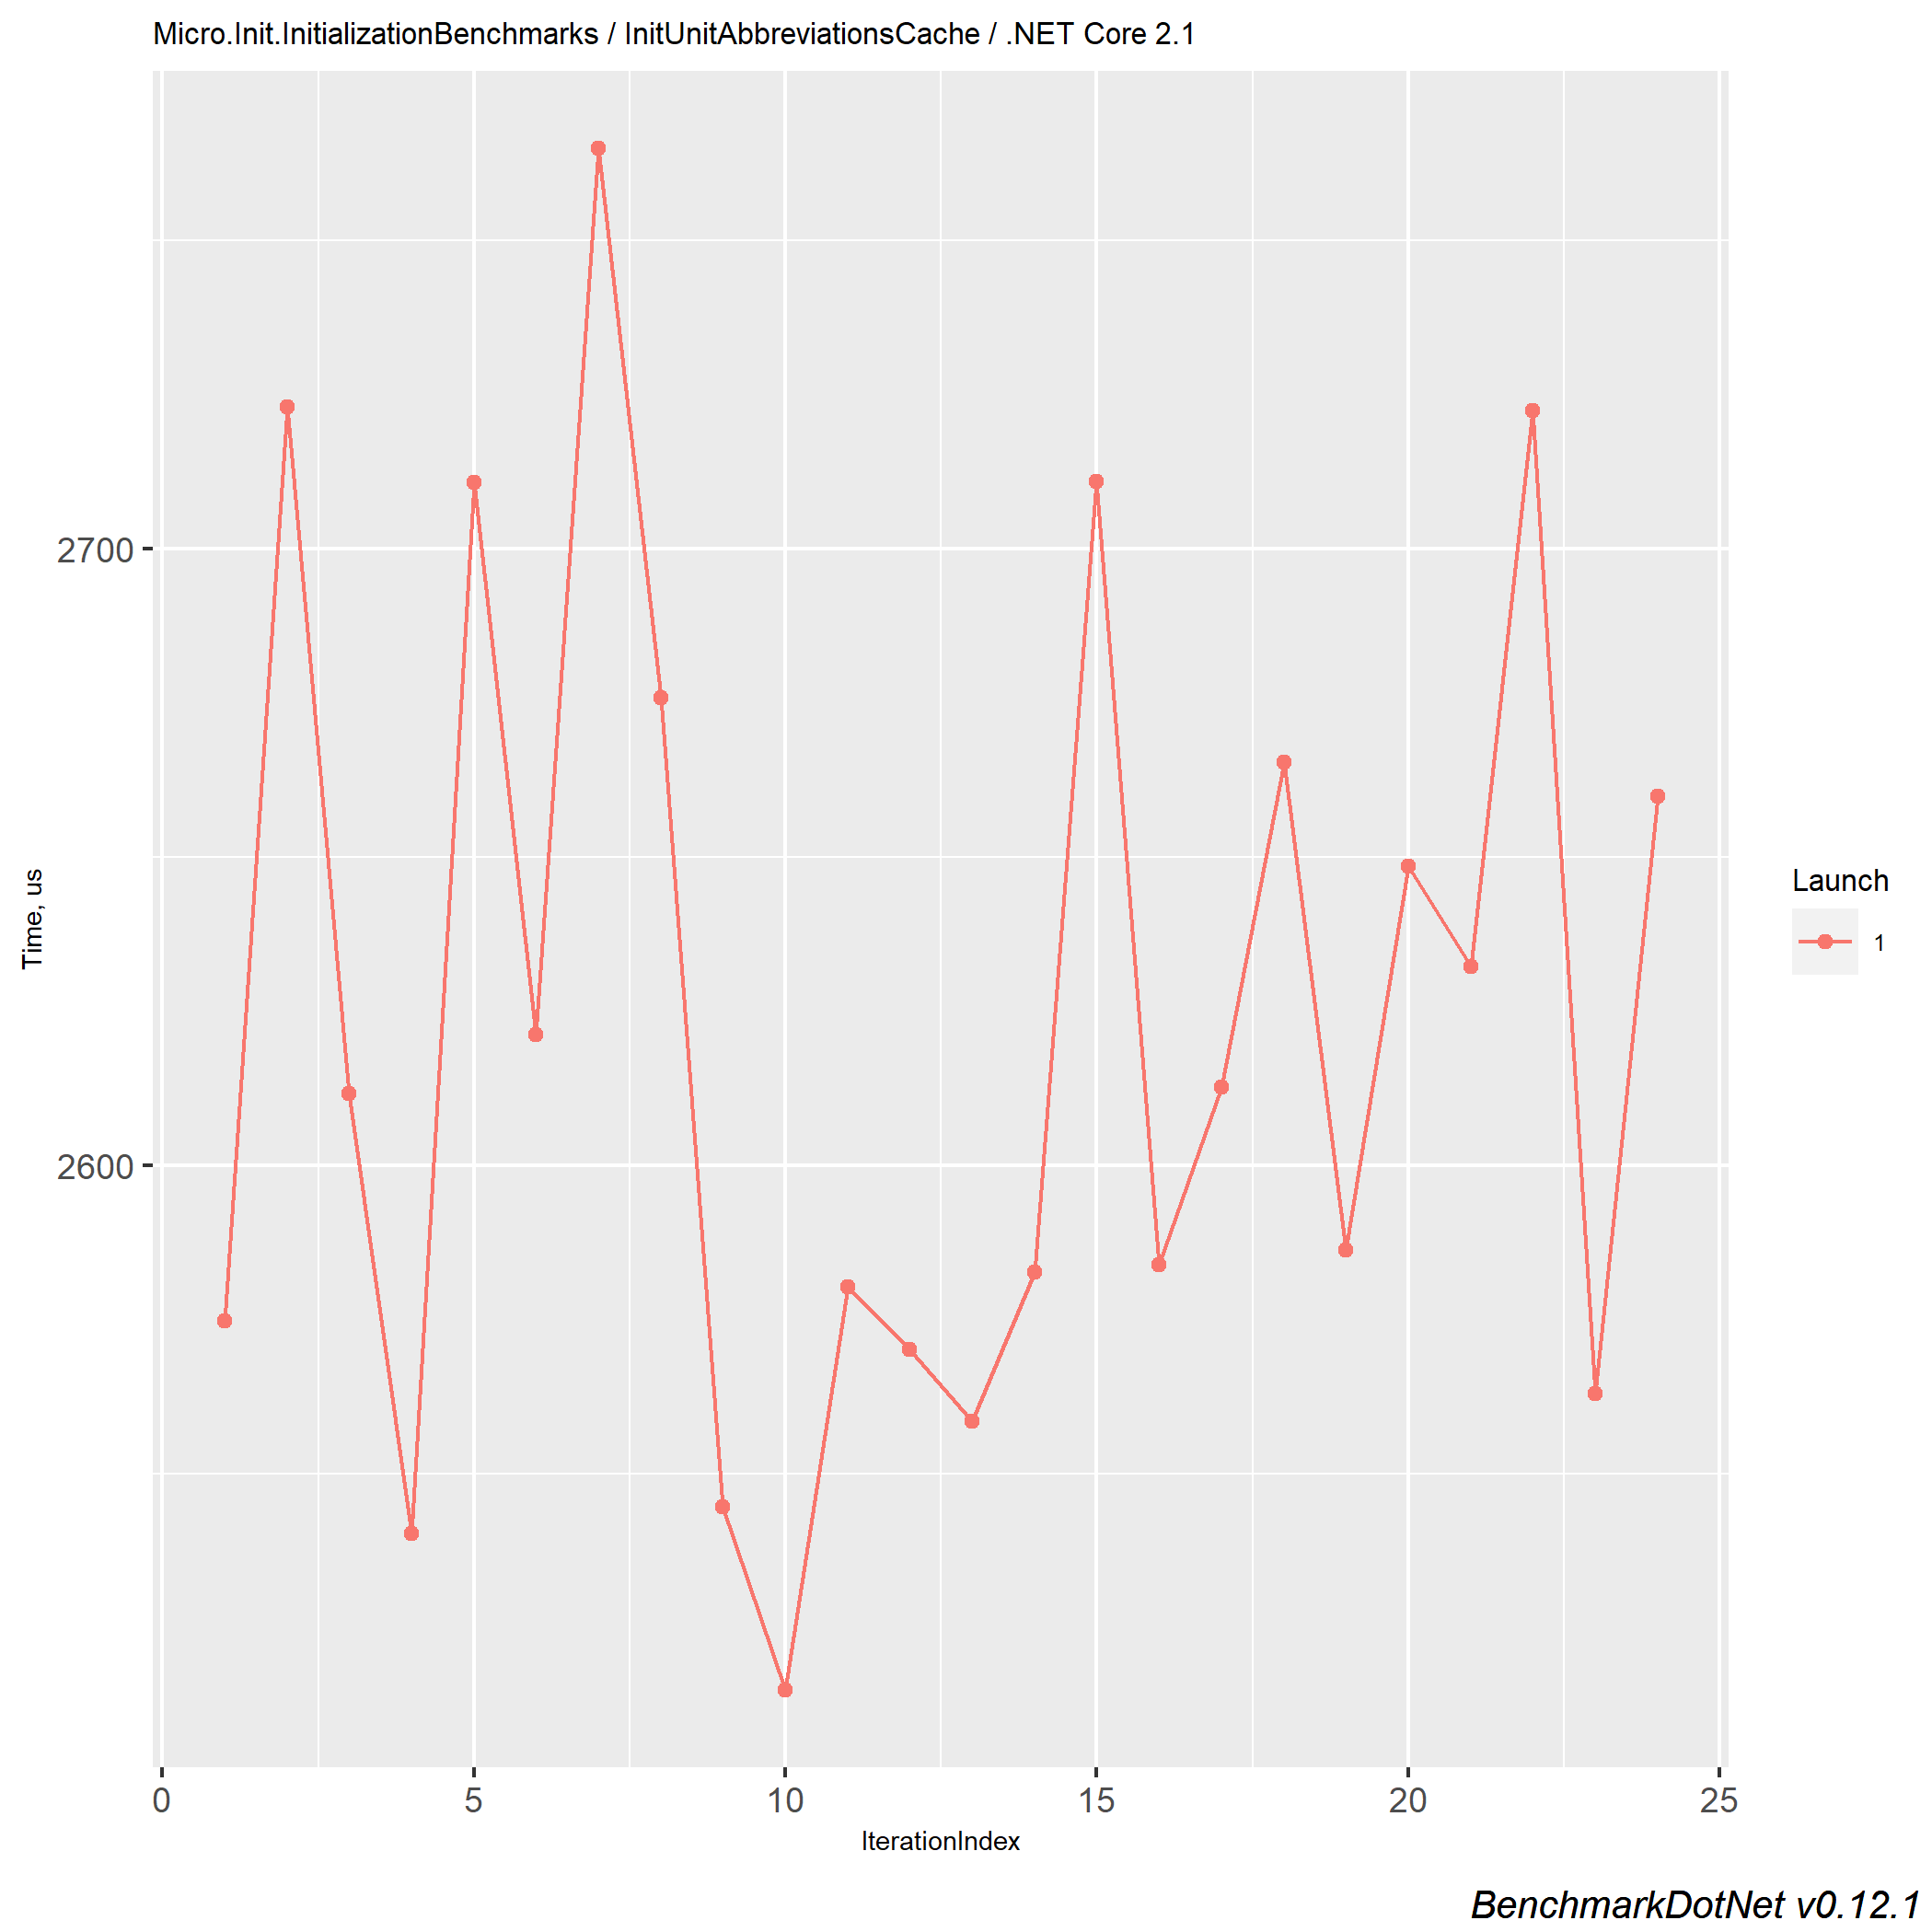 Micro.Init.InitializationBenchmarks / InitUnitAbbreviationsCache / .NET Core 2.1
2700
2600
Time, us
0 5 10 15 20 25
IterationIndex
Launch
1
BenchmarkDotNet v0.12.1